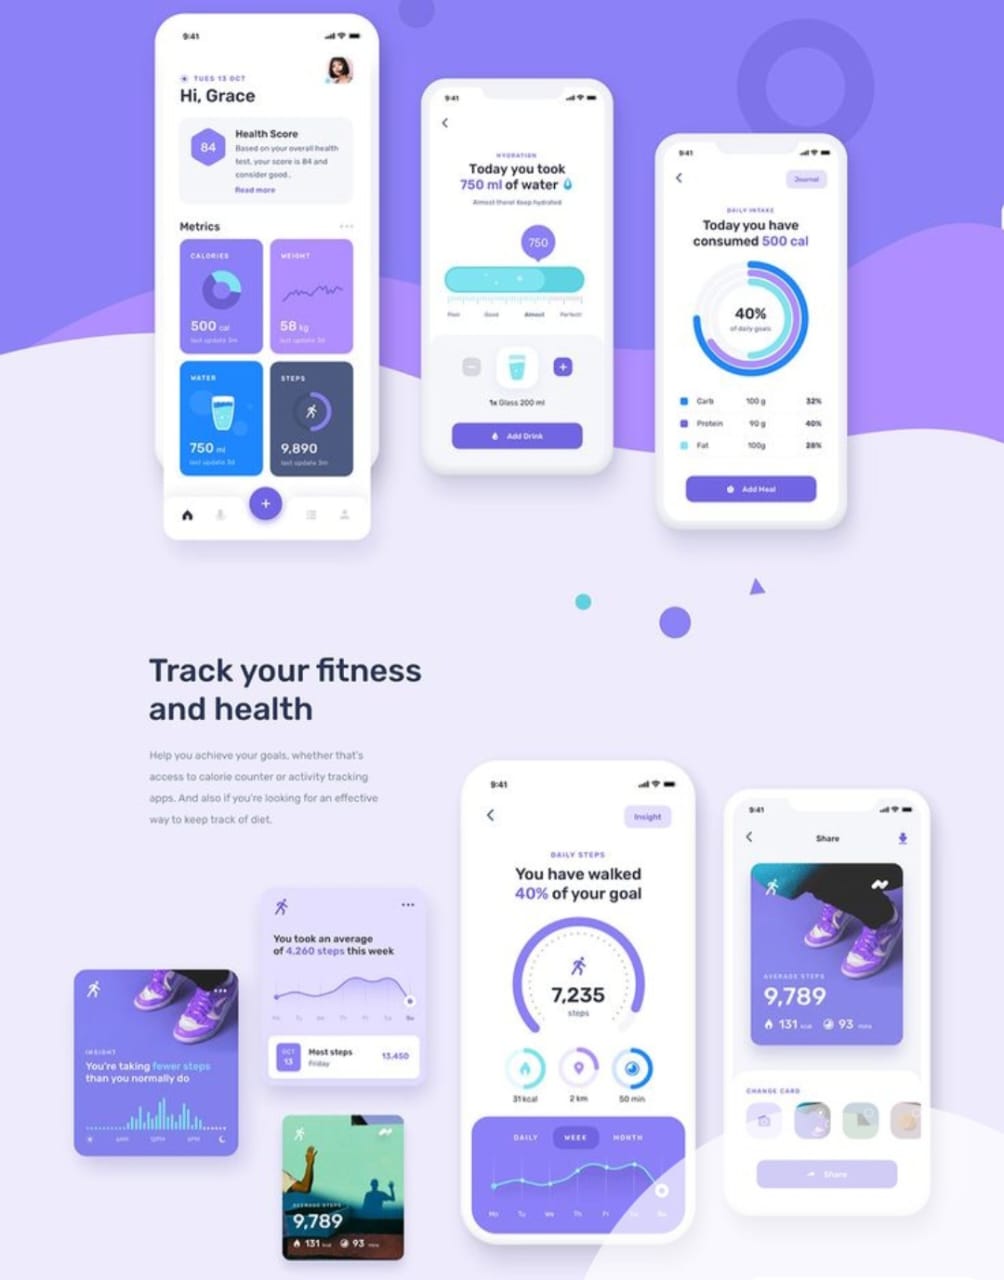 9:41
TUES 13 OCT
Hi, Grace
84
Health Score
Based on your overall health
test, your score is 84 and
consider good..
Read more
Metrics
CALORIES
500 cal
last update 3m
WEIGHT
58 kg
last update 3d
WATER
750 ml
last update 3d
STEPS
9,890
last update 3m
9:41
HYDRATION
Today you took
750 ml of water
Almost there! Keep hydrated
750
Poor Good Almost Perfect!
1x Glass 200 ml
Add Drink
9:41
Journal
DAILY INTAKE
Today you have
consumed 500 cal
40%
of daily goals
Carb 100 g 32%
Protein 90 g 40%
Fat 100g 28%
Add Meal
Track your fitness
and health
Help you achieve your goals, whether that's
access to calorie counter or activity tracking
apps. And also if you're looking for an effective
way to keep track of diet.
INSIGHT
You're taking fewer steps
than you normally do
6AM 12PM 6PM
You took an average
of 4,260 steps this week
Mo Tu We Th Fr Sa Su
OCT
13
Most steps
Friday
13,450
AVERAGE STEPS
9,789
131 kcal 93 mins
9:41
Insight
DAILY STEPS
You have walked
40% of your goal
7,235
steps
31 kcal 2 km 50 min
DAILY WEEK MONTH
Mo Tu We Th Fr Sa Su
9:41
Share
AVERAGE STEPS
9,789
131 kcal 93 mins
CHANGE CARD
Share